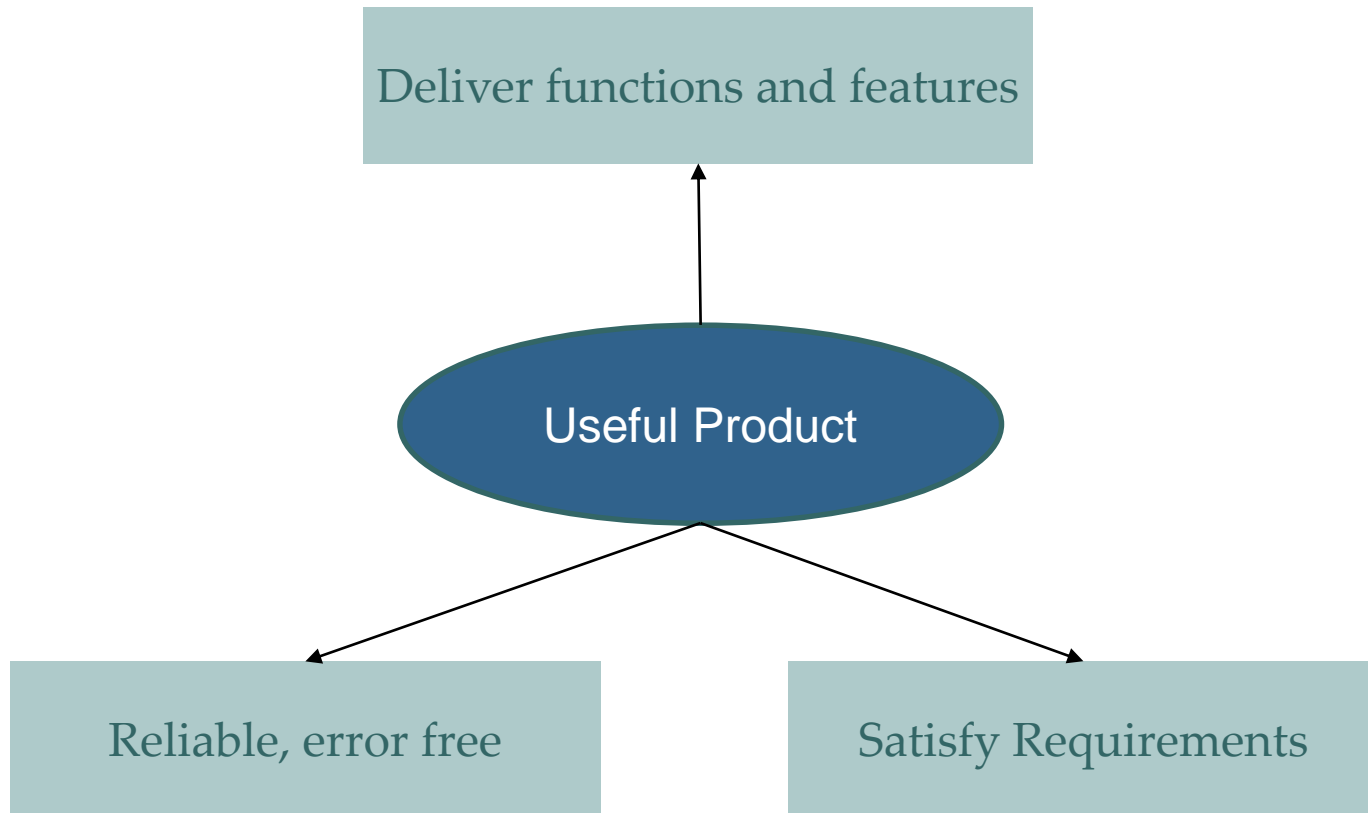 Deliver functions and features
Useful Product
Reliable, error free
Satisfy Requirements